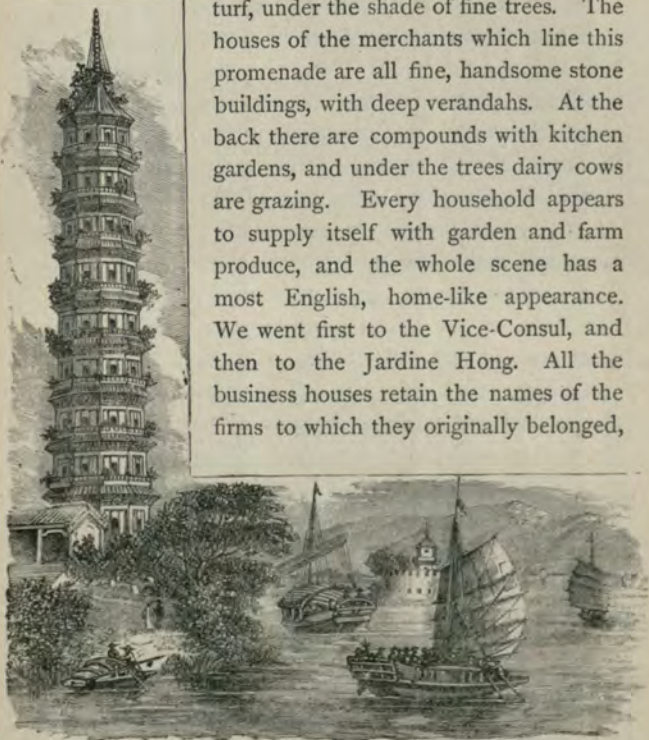 turf, under the shade of fine trees. The
houses of the merchants which line this
promenade are all fine, handsome stone
buildings, with deep verandahs. At the
back there are compounds with kitchen
gardens, and under the trees dairy cows
are grazing. Every household appears
to supply itself with garden and farm
produce, and the whole scene has a
most English, home-like appearance.
We went first to the Vice-Consul, and
then to the Jardine Hong. All the
business houses retain the names of the
firms to which they originally belonged,